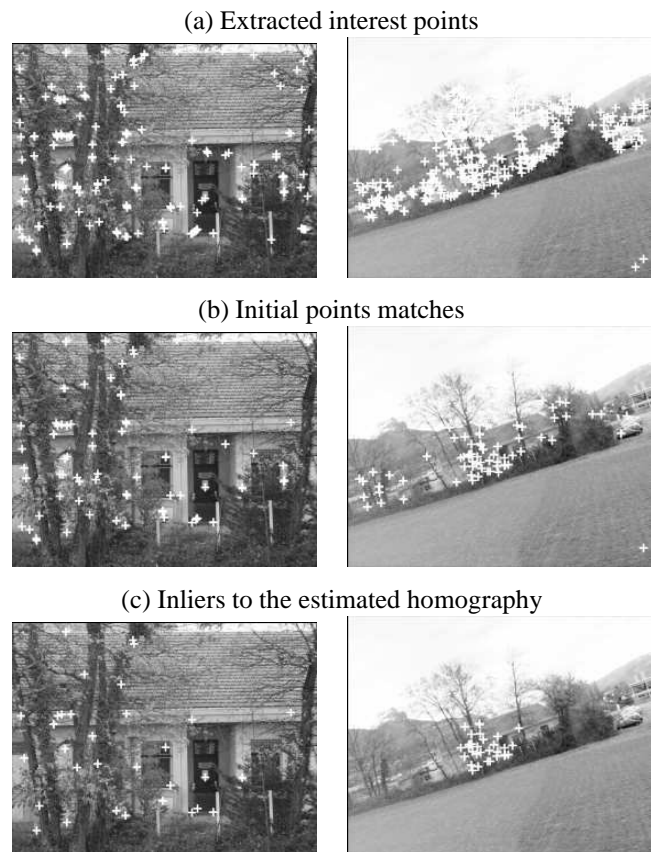 (a) Extracted interest points
(b) Initial points matches
(c) Inliers to the estimated homography